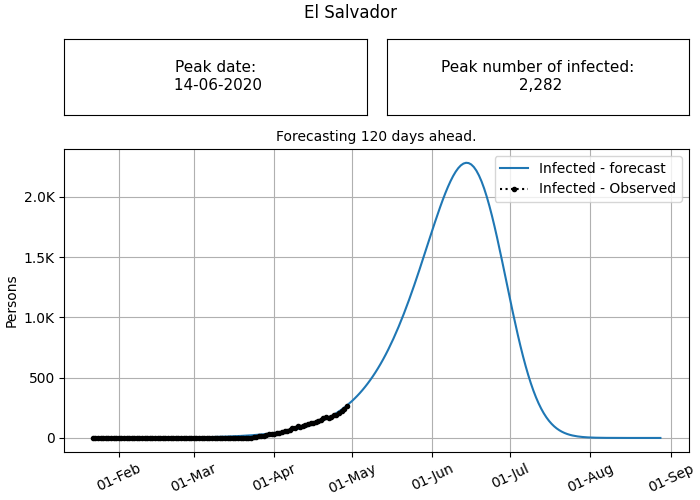 El Salvador
Peak date:
14-06-2020
Peak number of infected:
2,282
Forecasting 120 days ahead.
Infected - forecast
Infected - Observed
Persons
2.0K
1.5K
1.0K
500
0
01-Feb
01-Mar
01-Apr
01-May
01-Jun
01-Jul
01-Aug
01-Sep